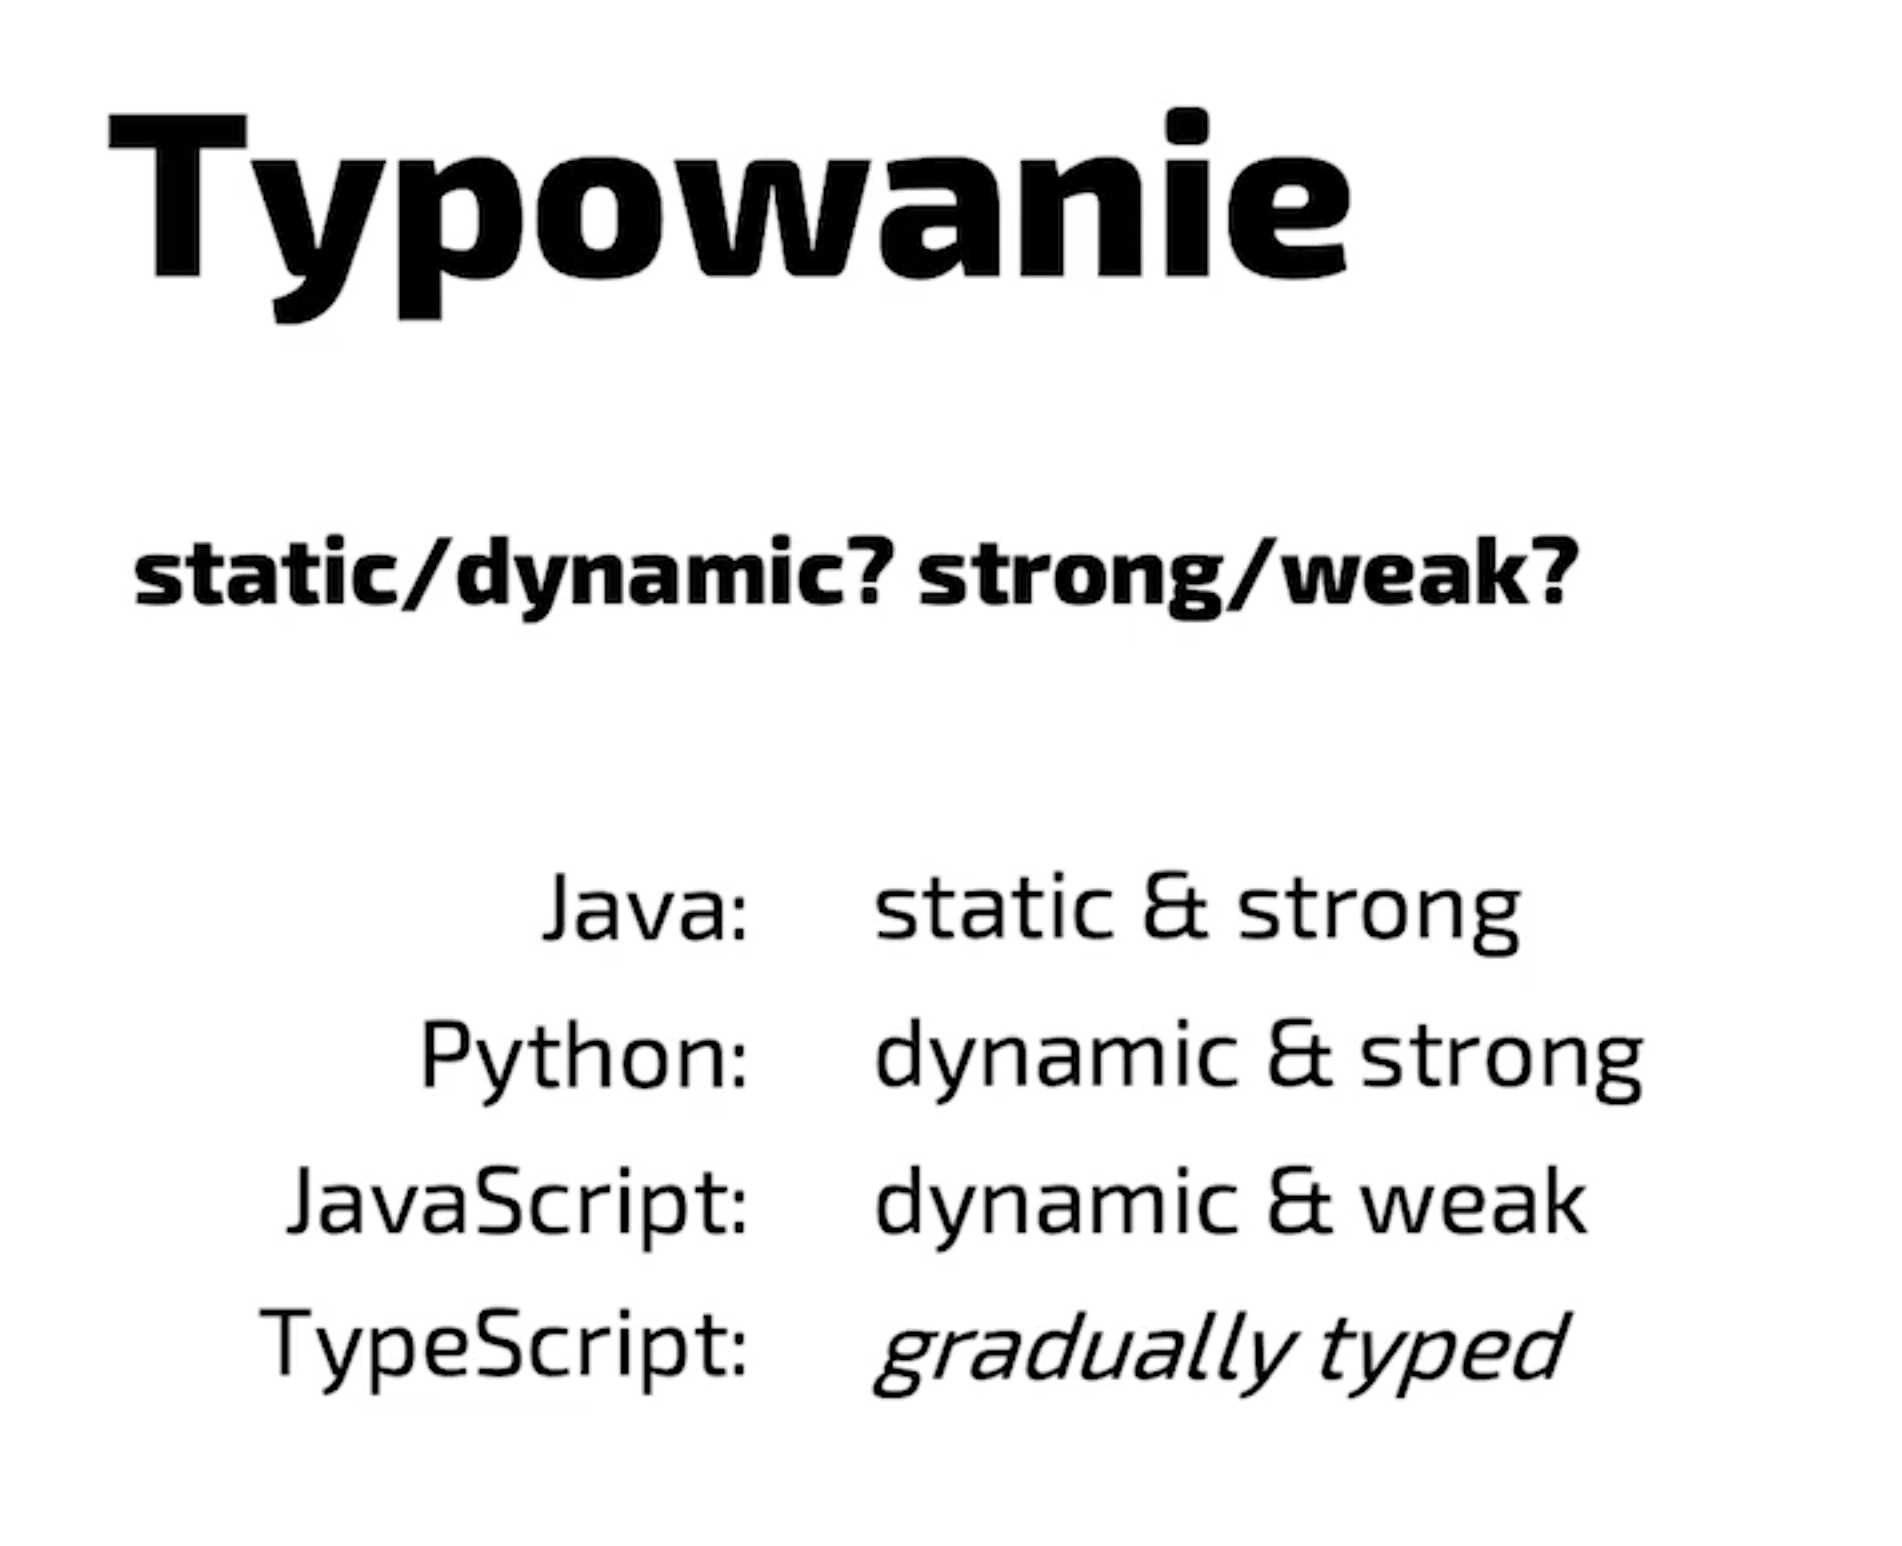 Typowanie
static/dynamic? strong/weak?
Java: static & strong
Python: dynamic & strong
JavaScript: dynamic & weak
TypeScript: gradually typed